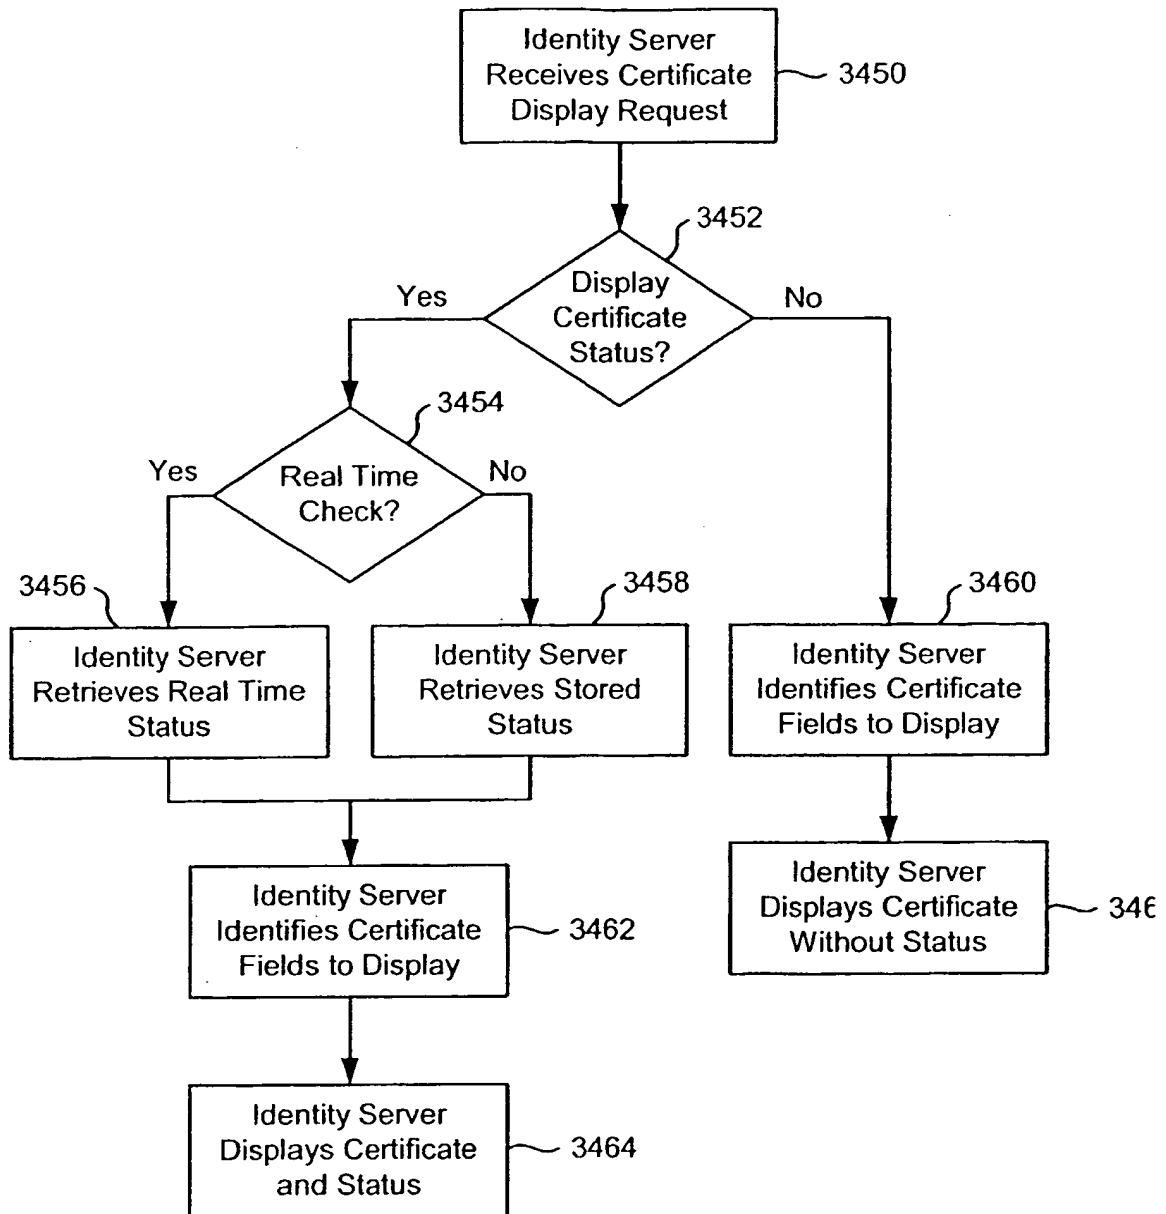 Identity Server
Receives Certificate
Display Request
3450
3452
Display
Certificate
Status?
Yes
No
3454
Real Time
Check?
Yes
No
3456
3458
3460
Identity Server
Retrieves Real Time
Status
Identity Server
Retrieves Stored
Status
Identity Server
Identifies Certificate
Fields to Display
Identity Server
Identifies Certificate
Fields to Display
3462
Identity Server
Displays Certificate
Without Status
Identity Server
Displays Certificate
and Status
3464